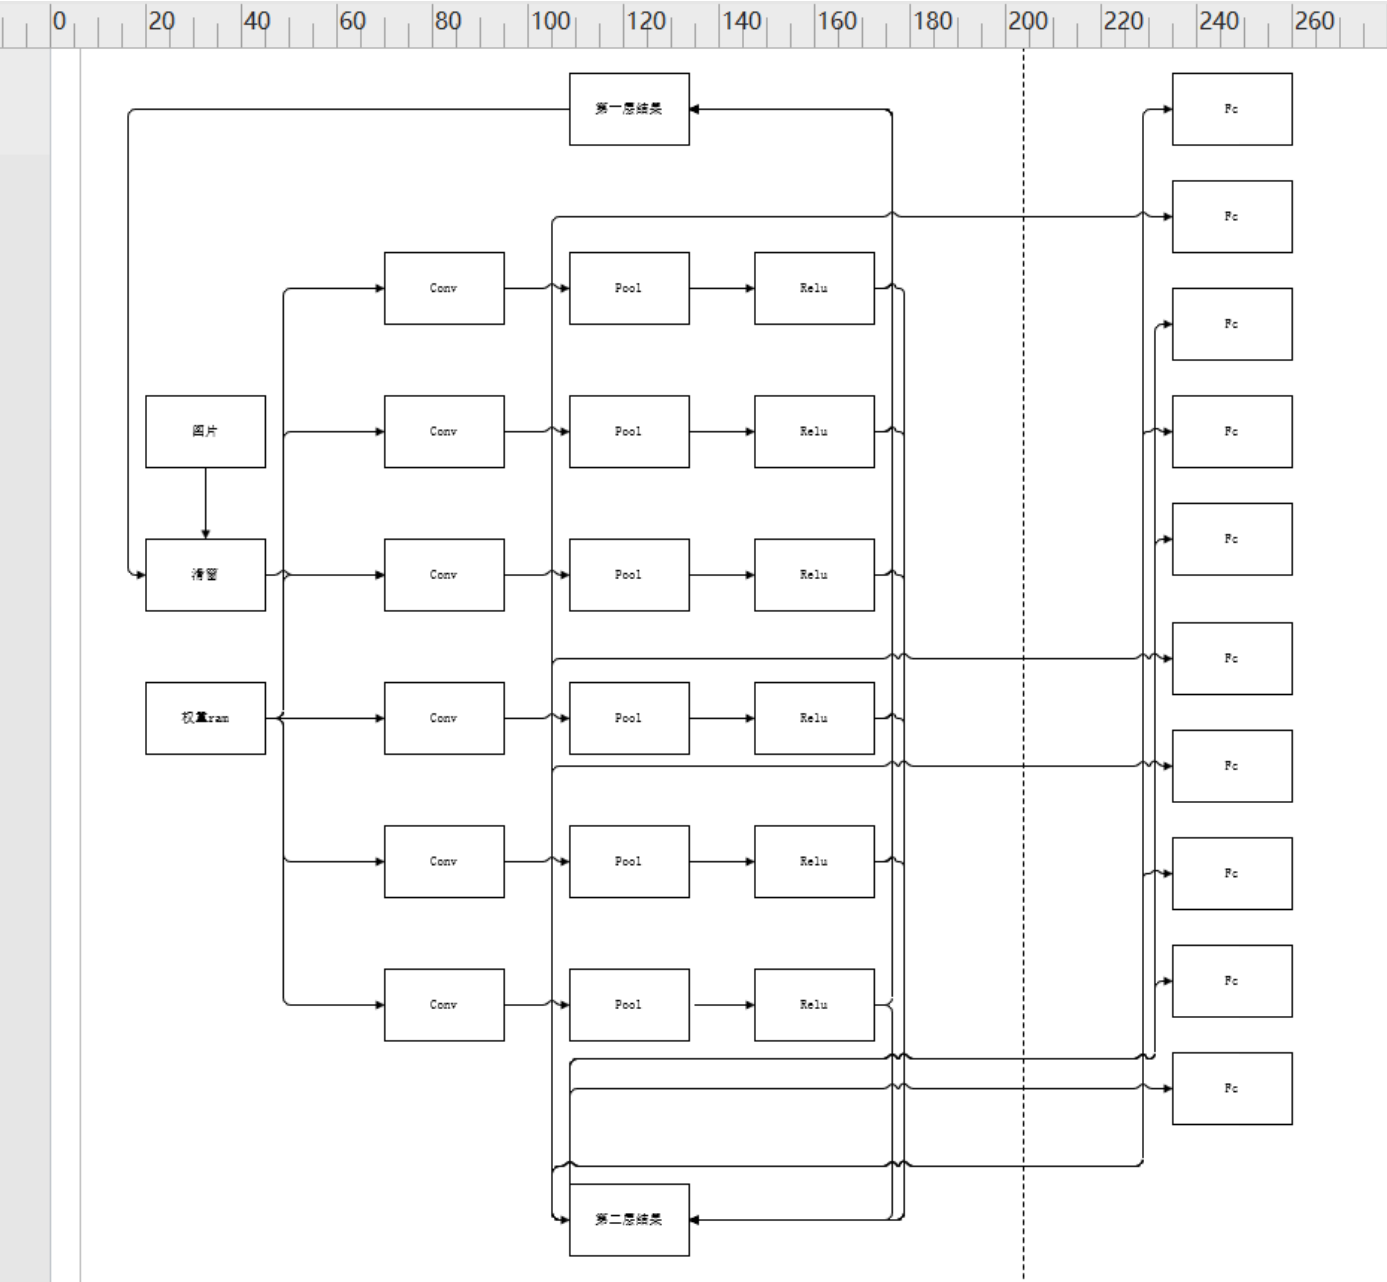 0 20 40 60 80 100 120 140 160 180 200 220 240 260
第一层结果
Fc
Fc
Conv Pool Relu
Fc
图片
Conv Pool Relu
Fc
Fc
滑窗
Conv Pool Relu
Fc
权重ram
Conv Pool Relu
Fc
Conv Pool Relu
Fc
Fc
Conv Pool Relu
Fc
第二层结果